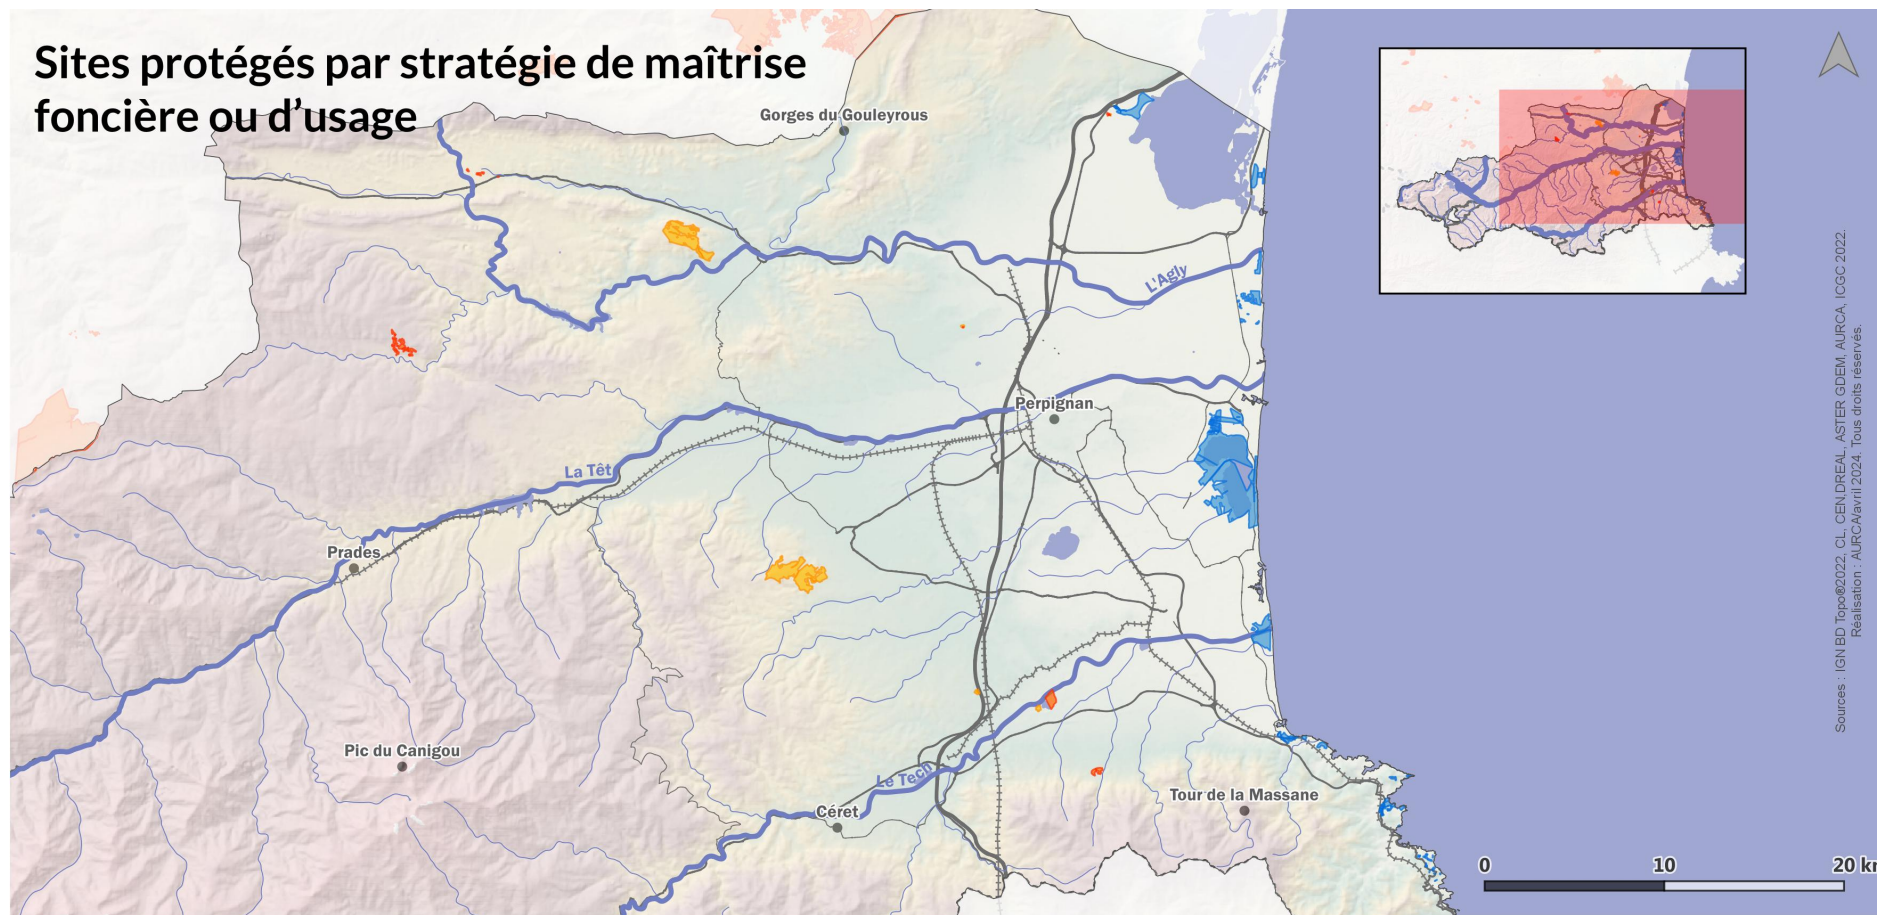 Sites protégés par stratégie de maîtrise
foncière ou d’usage
Gorges du Gouleyrous
L'Agly
Perpignan
La Têt
Prades
Pic du Canigou
Le Tech
Céret
Tour de la Massane
0 10 20 km
Sources : IGN BD Topo®2022, CL, CEN,DREAL, ASTER GDEM, AURCA, ICGC 2022.
Réalisation : AURCA/avril 2024. Tous droits réservés.